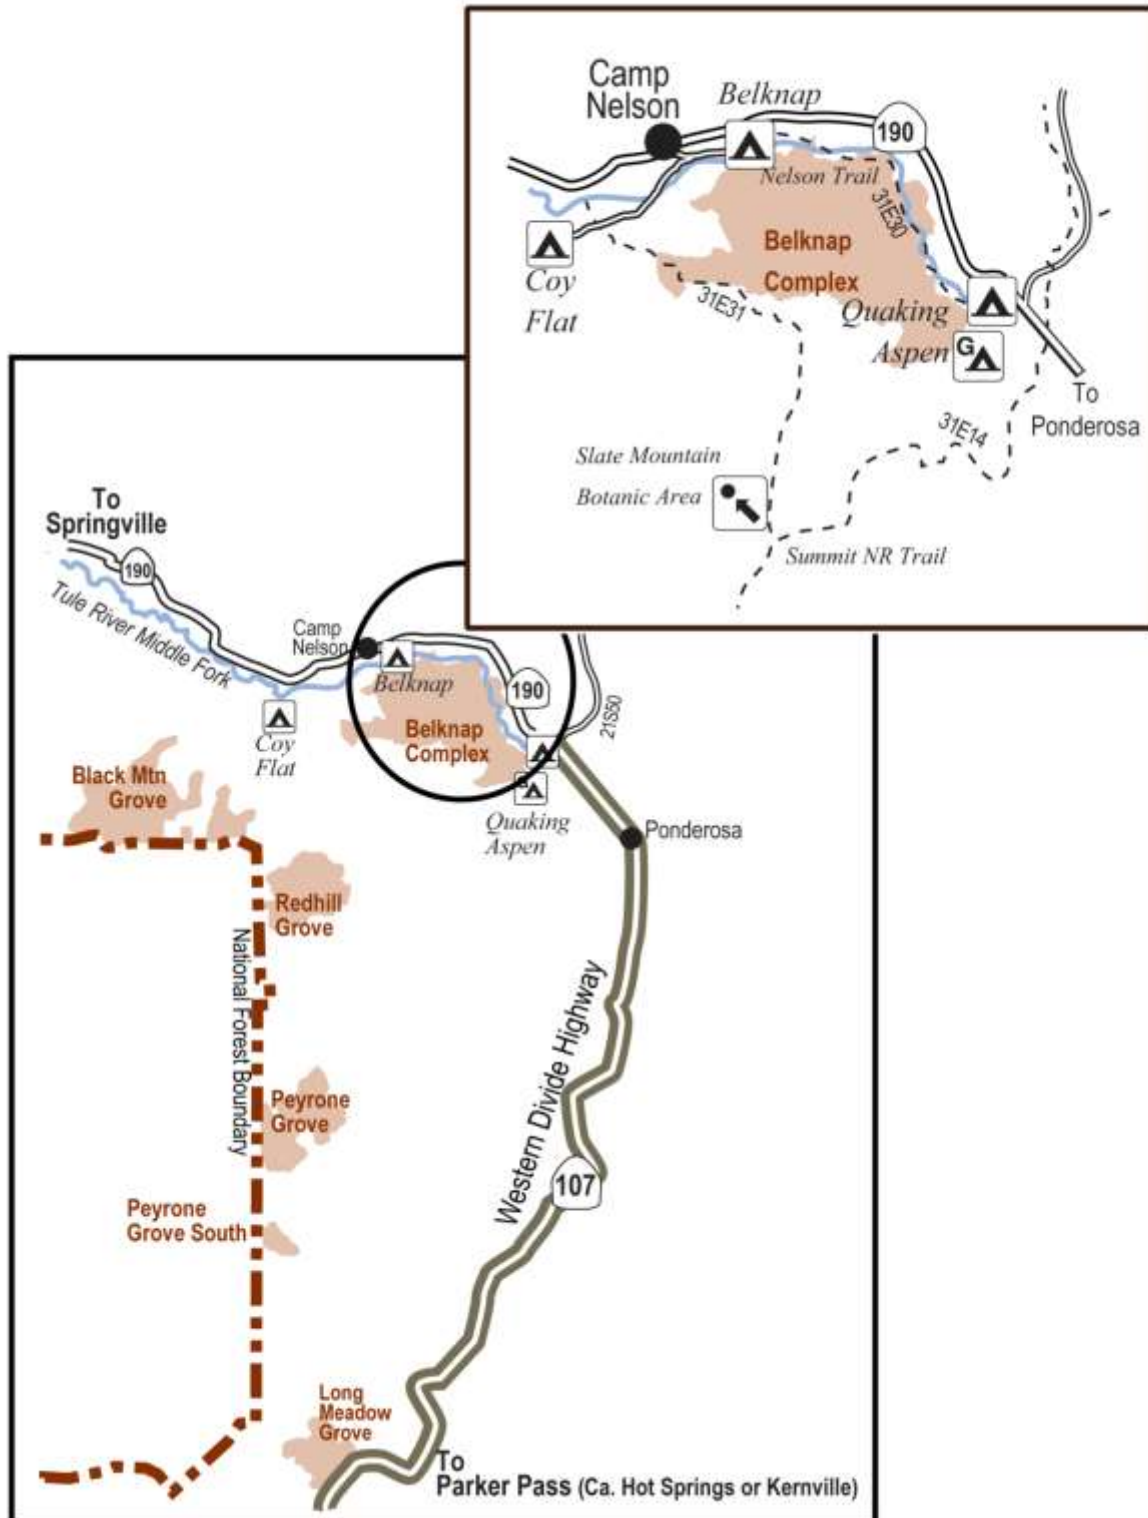 Camp
Nelson
Belknap
190
Nelson Trail
31E30
Belknap
Complex
Coy
Flat
31E31
Quaking
Aspen
G
To
Ponderosa
31E14
Slate Mountain
Botanic Area
Summit NR Trail
To
Springville
190
Tule River Middle Fork
Camp
Nelson
Belknap
190
Belknap
Complex
21S50
Coy
Flat
Black Mtn
Grove
Quaking
Aspen
Ponderosa
Redhill
Grove
National Forest Boundary
Western Divide Highway
Peyrone
Grove
107
Peyrone
Grove South
Long
Meadow
Grove
To
Parker Pass (Ca. Hot Springs or Kernville)